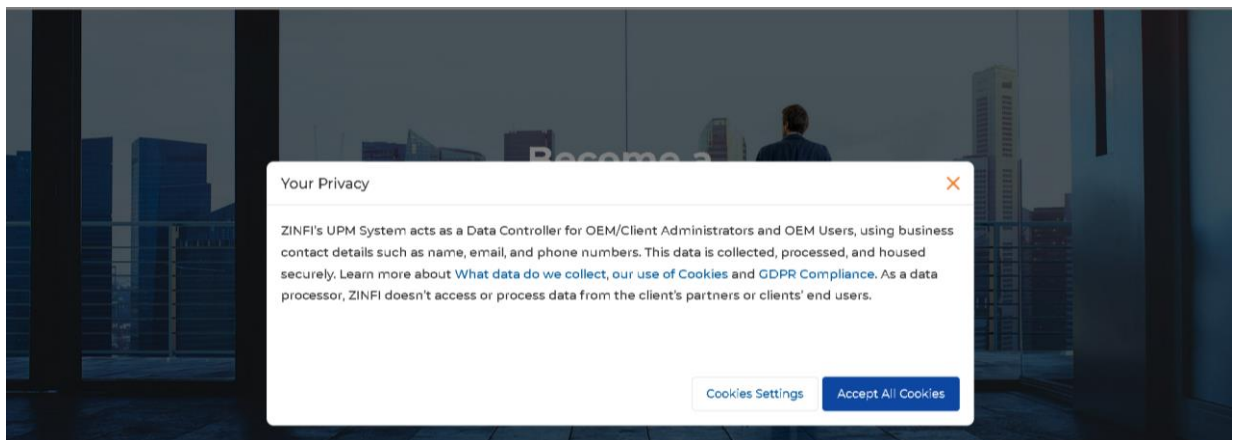 Become a
Your Privacy
ZINFI's UPM System acts as a Data Controller for OEM/Client Administrators and OEM Users, using business
contact details such as name, email, and phone numbers. This data is collected, processed, and housed
securely. Learn more about What data do we collect, our use of Cookies and GDPR Compliance. As a data
processor, ZINFI doesn't access or process data from the client's partners or clients' end users.
Cookies Settings
Accept All Cookies